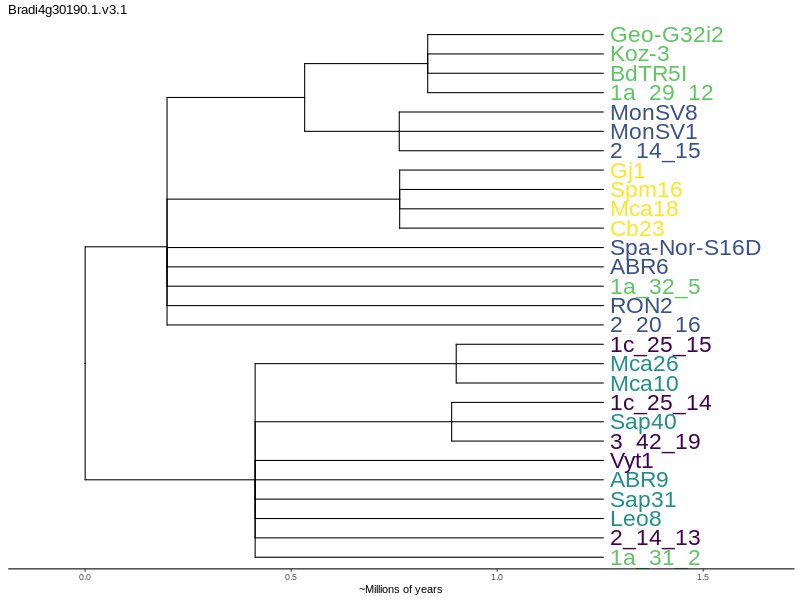 Bradi4g30190.1.v3.1
Geo-G32i2
Koz-3
BdTR5I
1a_29_12
MonSV8
MonSV1
2_14_15
Gj1
Spm16
Mca18
Cb23
Spa-Nor-S16D
ABR6
1a_32_5
RON2
2_20_16
1c_25_15
Mca26
Mca10
1c_25_14
Sap40
3_42_19
Vyt1
ABR9
Sap31
Leo8
2_14_13
1a_31_2
0.0 0.5 1.0 1.5
~Millions of years